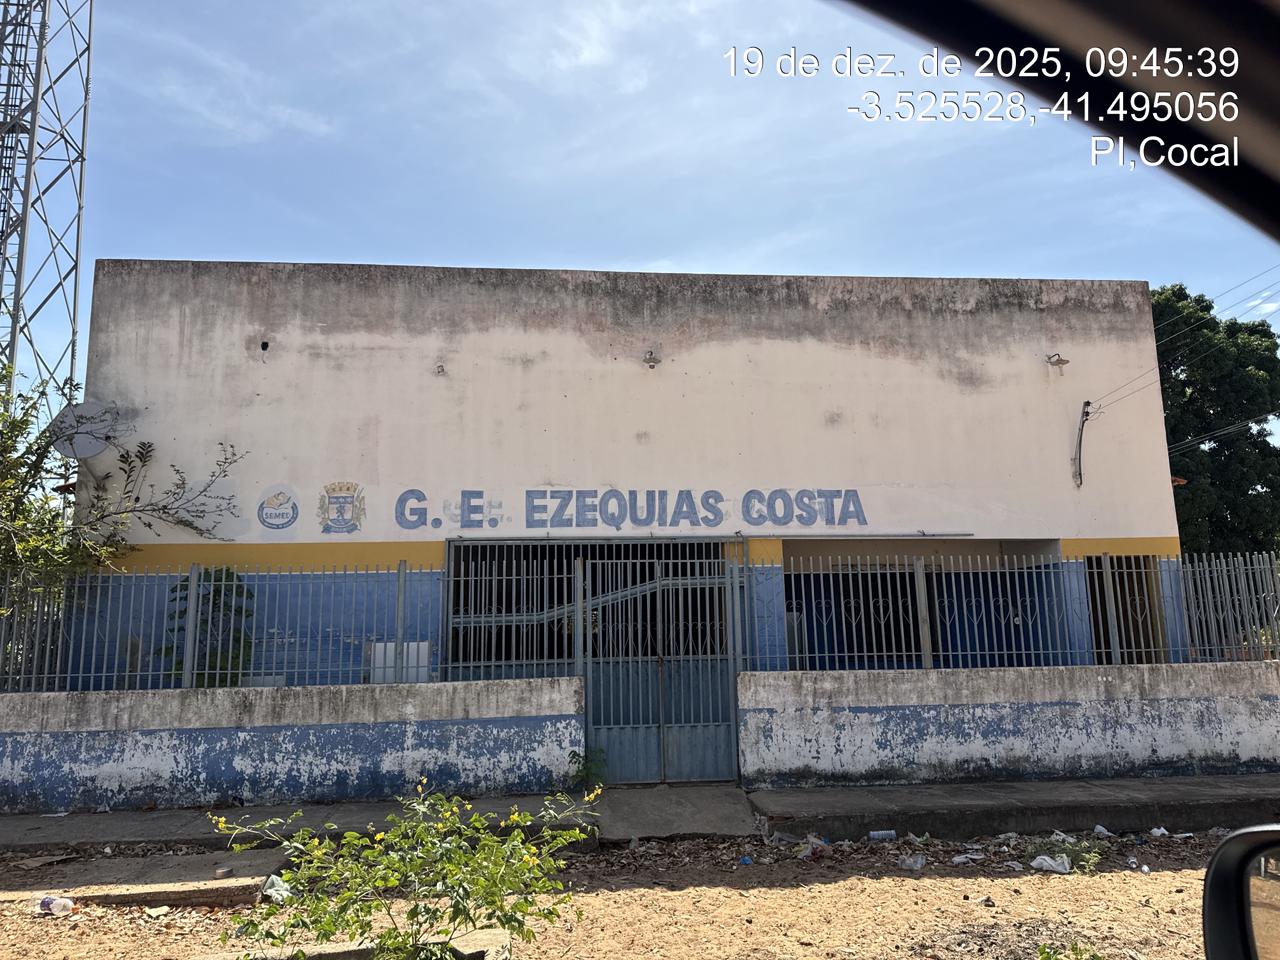 19 de dez. de 2025, 09:45:39
-3.525528,-41.495056
PI,Cocal
SEMED
G. E. EZEQUIAS COSTA